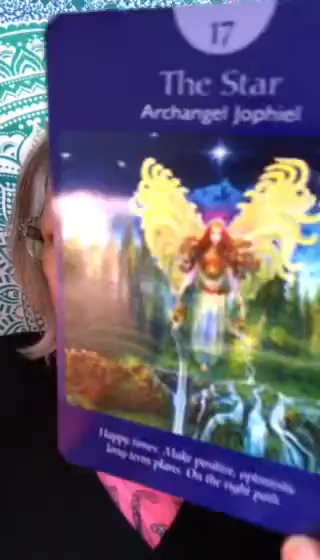 17
The Star
Archangel Jophiel
Happy times. Make positive, optimistic
long-term plans. On the right path.